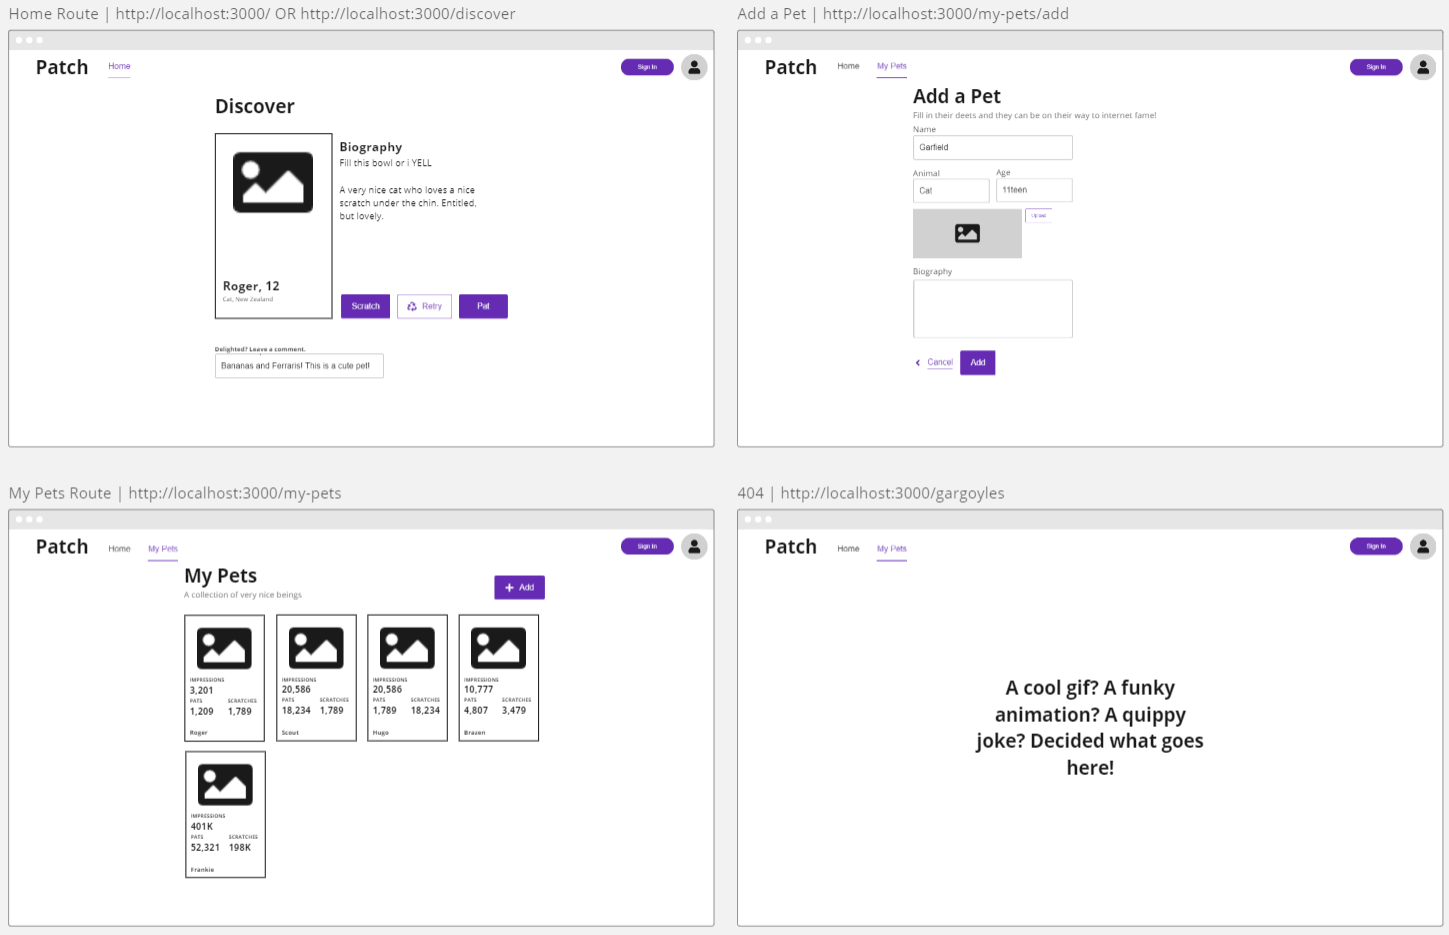 Home Route | http://localhost:3000/ OR http://localhost:3000/discover
Patch
Home
Sign In
Discover
Biography
Fill this bowl or i YELL
A very nice cat who loves a nice
scratch under the chin. Entitled,
but lovely.
Roger, 12
Cat, New Zealand
Scratch
Retry
Pat
Delighted? Leave a comment.
Bananas and Ferraris! This is a cute pet!
Add a Pet | http://localhost:3000/my-pets/add
Patch
Home
My Pets
Sign In
Add a Pet
Fill in their deets and they can be on their way to internet fame!
Name
Garfield
Animal
Age
Cat
11teen
Upload
Biography
Cancel
Add
My Pets Route | http://localhost:3000/my-pets
Patch
Home
My Pets
Sign In
My Pets
A collection of very nice beings
Add
IMPRESSIONS
3,201
PATS SCRATCHES
1,209 1,789
Roger
IMPRESSIONS
20,586
PATS SCRATCHES
18,234 1,789
Scout
IMPRESSIONS
20,586
PATS SCRATCHES
1,789 18,234
Hugo
IMPRESSIONS
10,777
PATS SCRATCHES
4,807 3,479
Brazen
IMPRESSIONS
401K
PATS SCRATCHES
52,321 198K
Frankie
404 | http://localhost:3000/gargoyles
Patch
Home
My Pets
Sign In
A cool gif? A funky
animation? A quippy
joke? Decided what goes
here!